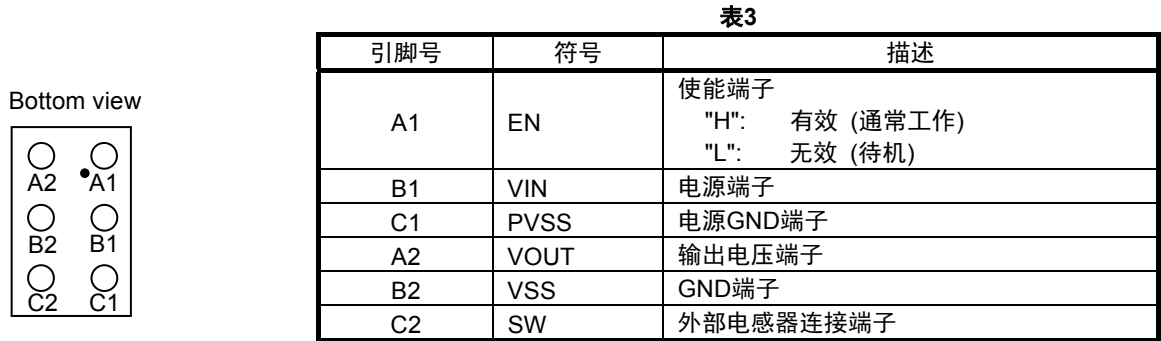 表3
Bottom view
A2 A1
B2 B1
C2 C1
引脚号 符号 描述
A1 EN 使能端子
"H": 有效 (通常工作)
"L": 无效 (待机)
B1 VIN 电源端子
C1 PVSS 电源GND端子
A2 VOUT 输出电压端子
B2 VSS GND端子
C2 SW 外部电感器连接端子